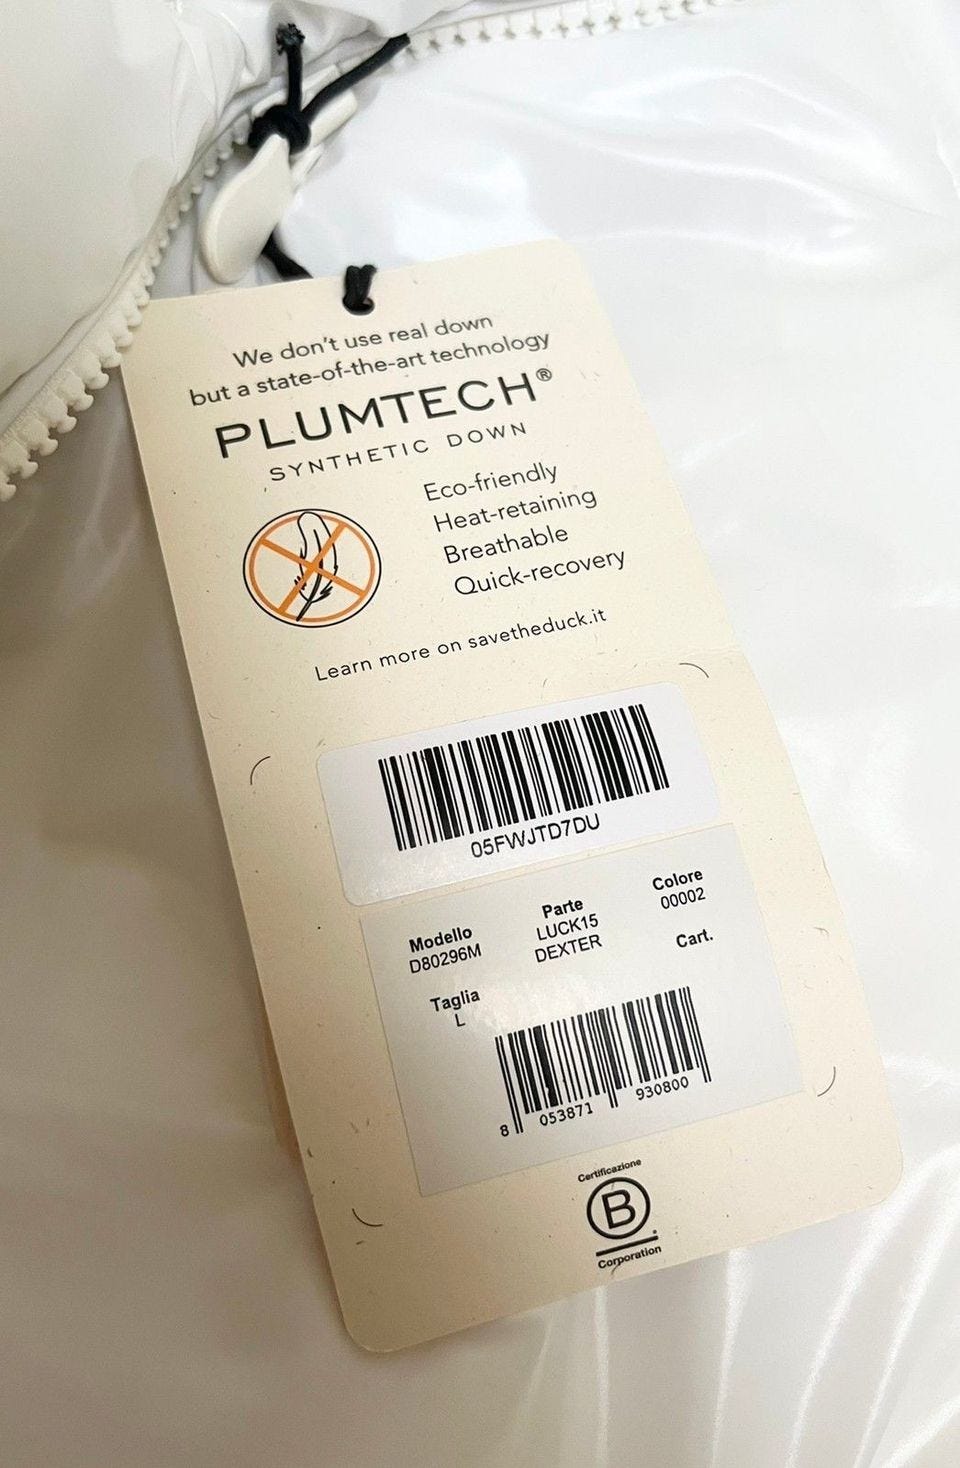 We don't use real down
but a state-of-the-art technology
PLUMTECH®
SYNTHETIC DOWN
Eco-friendly
Heat-retaining
Breathable
Quick-recovery
Learn more on savetheduck.it
05FWJTD7DU
Modello
D80296M
Parte
LUCK15
DEXTER
Colore
00002
Cart.
Taglia
L
8 053871 930800
Certificazione
B
Corporation